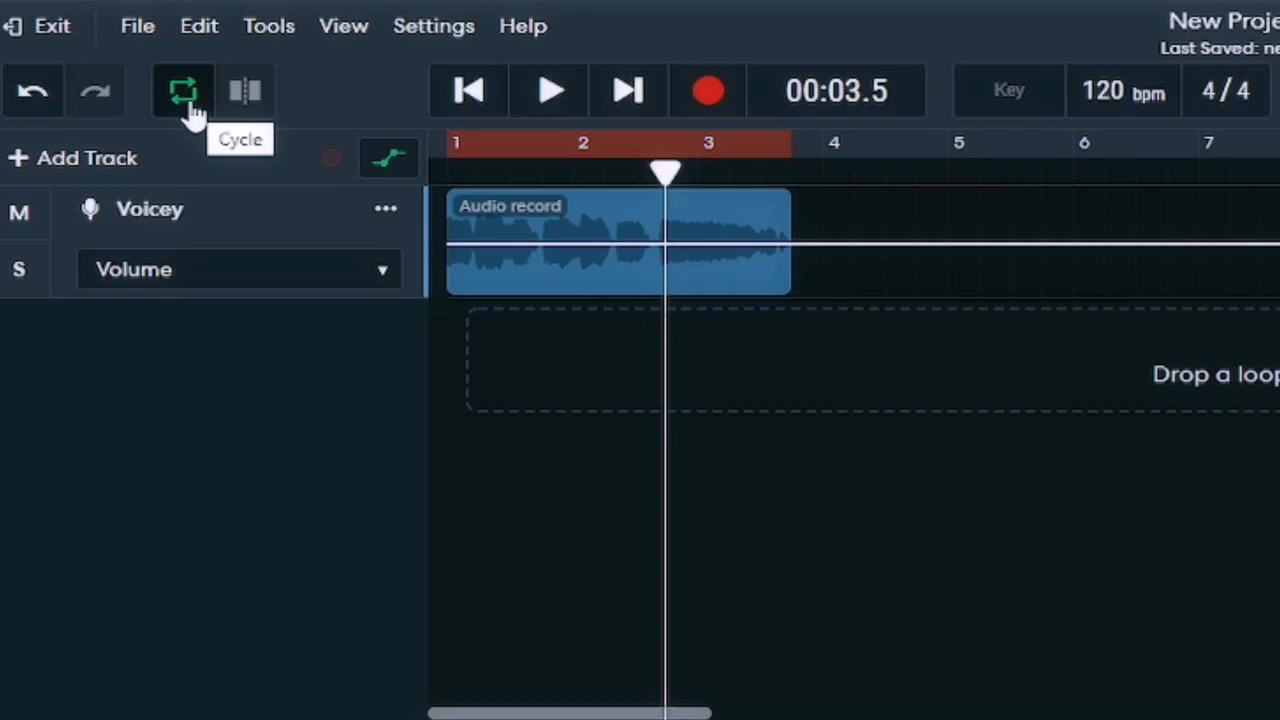 Exit File Edit Tools View Settings Help
New Proje
Last Saved: ne
00:03.5 Key 120 bpm 4/4
Cycle
1 2 3 4 5 6 7
+ Add Track
M Voicey
Audio record
S Volume
Drop a loop